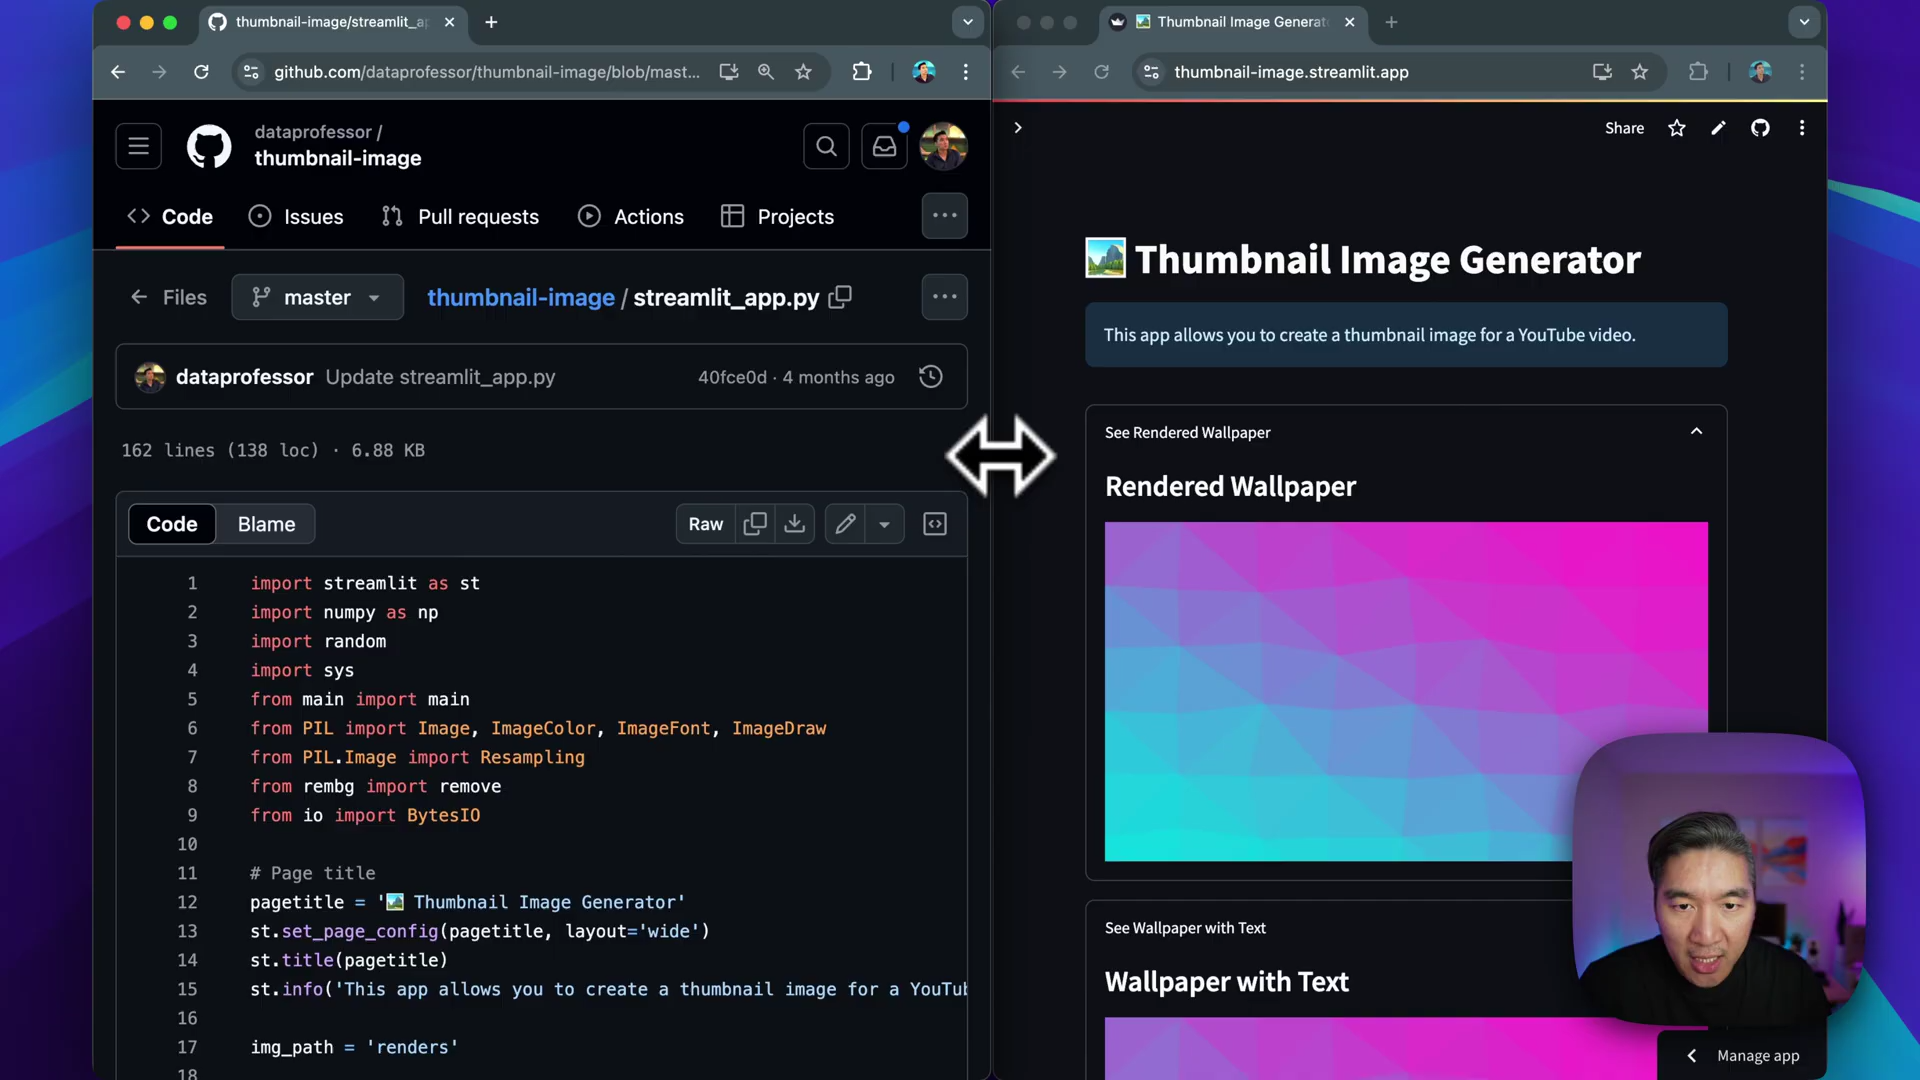 thumbnail-image/streamlit_ap
github.com/dataprofessor/thumbnail-image/blob/mast...
dataprofessor /
thumbnail-image
Code
Issues
Pull requests
Actions
Projects
Files
master
thumbnail-image / streamlit_app.py
dataprofessor Update streamlit_app.py
40fce0d · 4 months ago
162 lines (138 loc) · 6.88 KB
Code
Blame
Raw
1 import streamlit as st
2 import numpy as np
3 import random
4 import sys
5 from main import main
6 from PIL import Image, ImageColor, ImageFont, ImageDraw
7 from PIL.Image import Resampling
8 from rembg import remove
9 from io import BytesIO
10
11 # Page title
12 pagetitle = '🏞️ Thumbnail Image Generator'
13 st.set_page_config(pagetitle, layout='wide')
14 st.title(pagetitle)
15 st.info('This app allows you to create a thumbnail image for a YouTub
16
17 img_path = 'renders'
18
Thumbnail Image Generat
thumbnail-image.streamlit.app
Share
🏞️ Thumbnail Image Generator
This app allows you to create a thumbnail image for a YouTube video.
See Rendered Wallpaper
Rendered Wallpaper
See Wallpaper with Text
Wallpaper with Text
Manage app